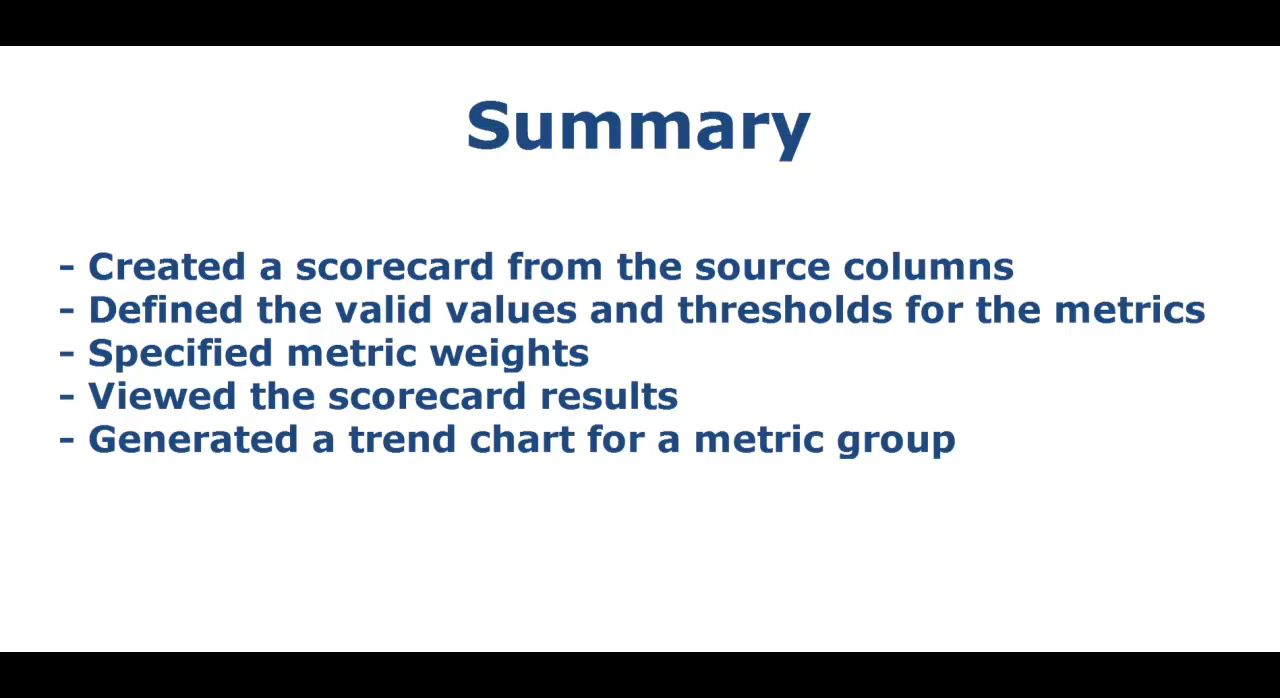 Summary
- Created a scorecard from the source columns
- Defined the valid values and thresholds for the metrics
- Specified metric weights
- Viewed the scorecard results
- Generated a trend chart for a metric group